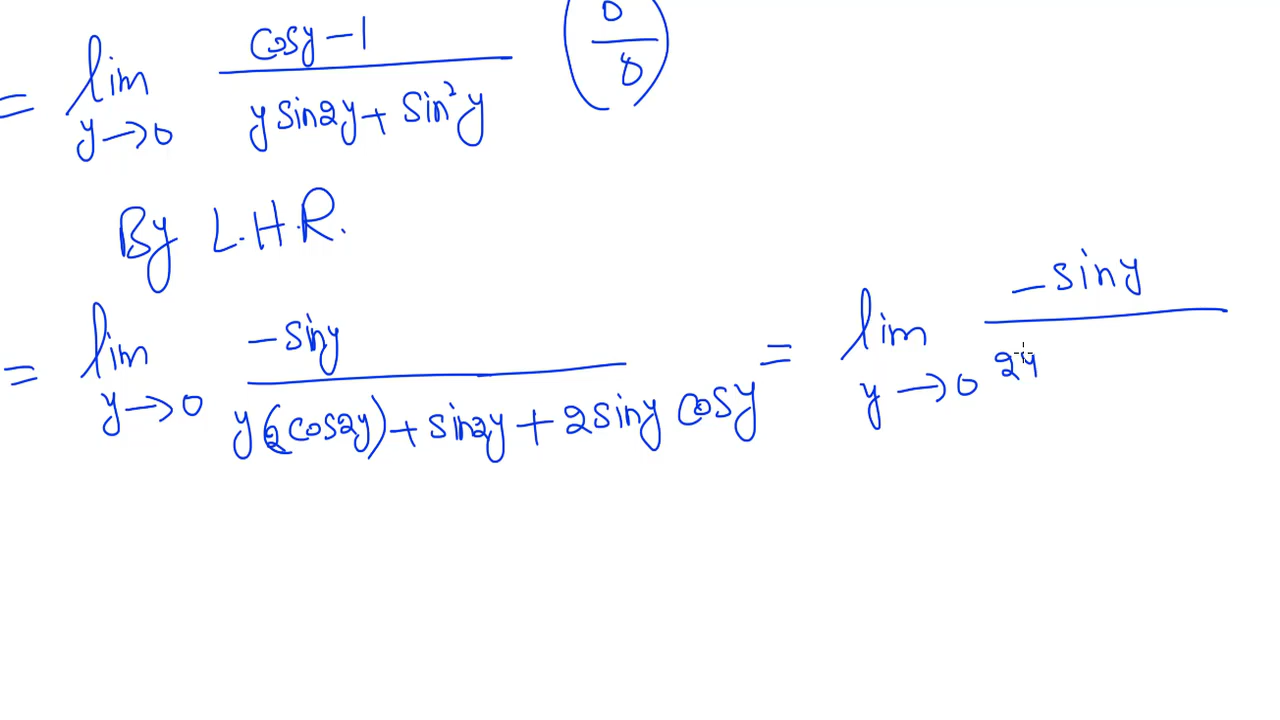 = lim y→0 (cosy − 1)/(y sin2y + sin²y) (0/0)
By L.H.R.
= lim y→0 −siny/(y(2cos2y) + sin2y + 2siny cosy) = lim y→0 −siny/2y